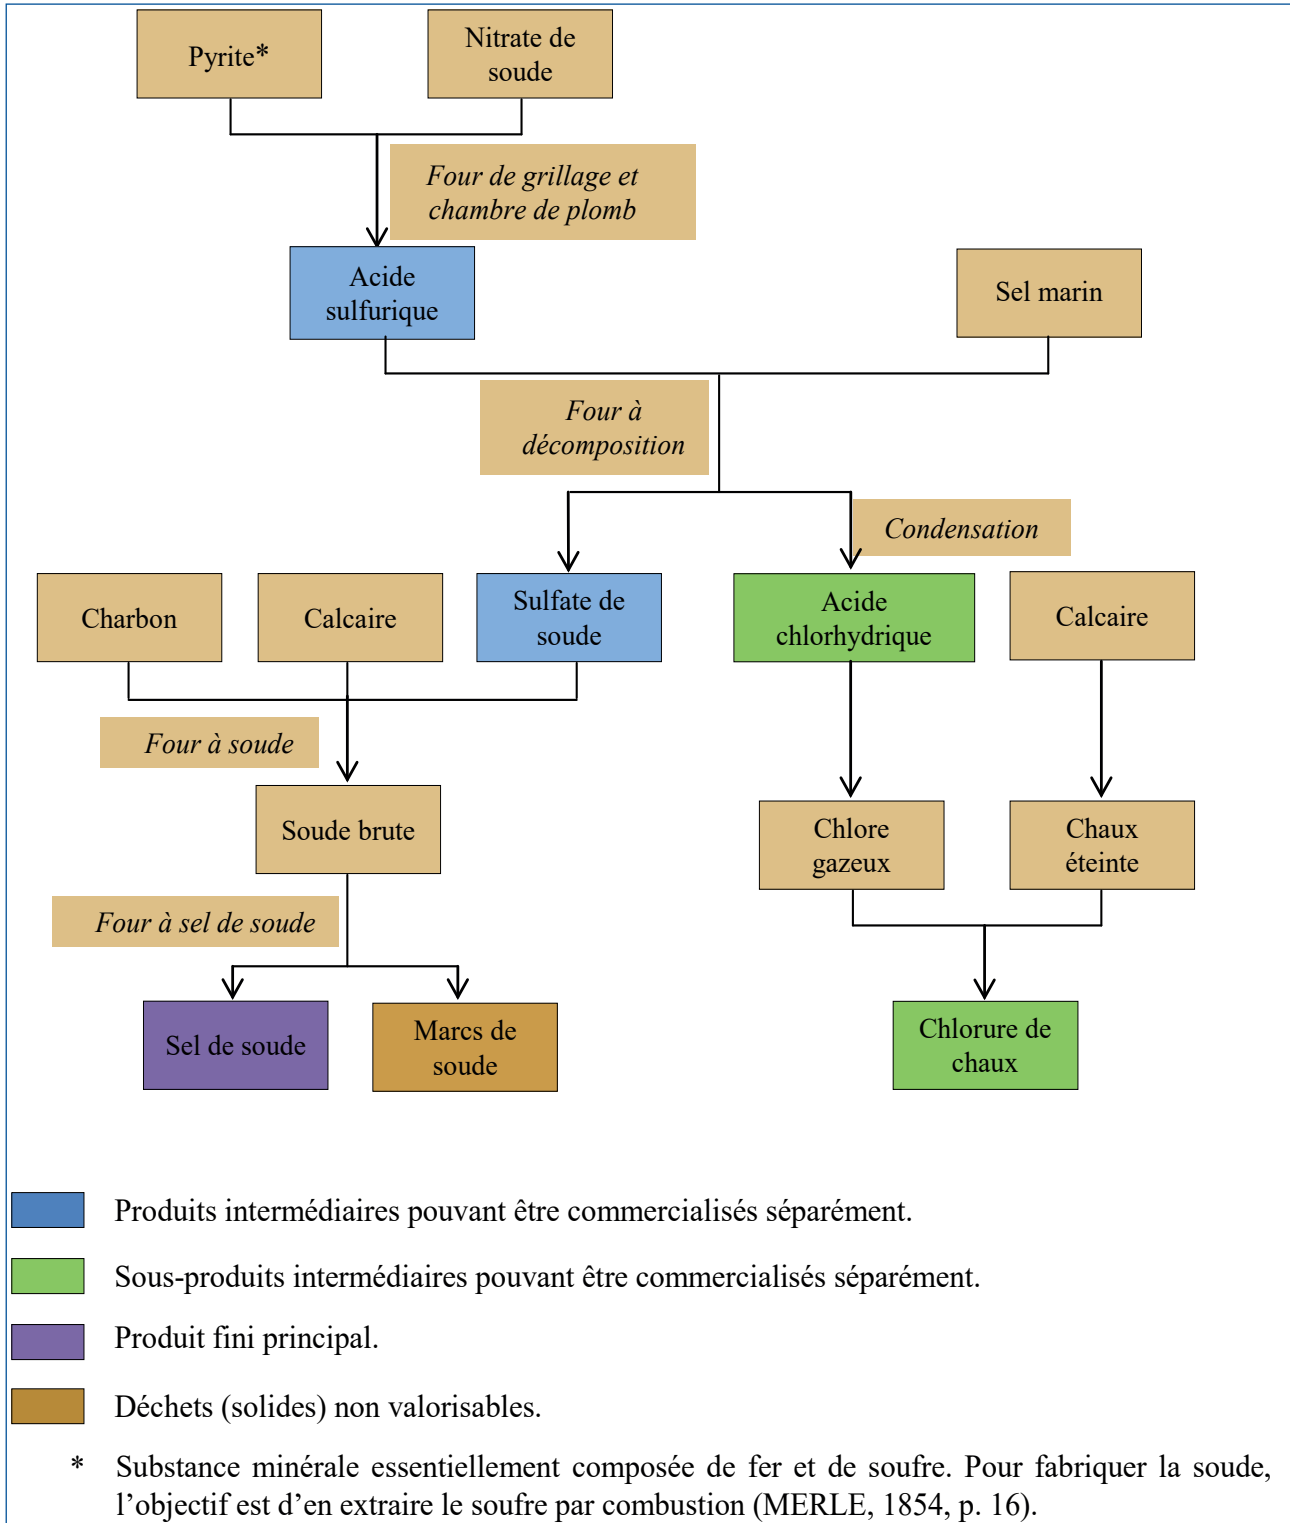 Pyrite*
Nitrate de
soude
Four de grillage et
chambre de plomb
Acide
sulfurique
Sel marin
Four à
décomposition
Condensation
Charbon
Calcaire
Sulfate de
soude
Acide
chlorhydrique
Calcaire
Four à soude
Soude brute
Chlore
gazeux
Chaux
éteinte
Four à sel de soude
Sel de soude
Marcs de
soude
Chlorure de
chaux
Produits intermédiaires pouvant être commercialisés séparément.
Sous-produits intermédiaires pouvant être commercialisés séparément.
Produit fini principal.
Déchets (solides) non valorisables.
* Substance minérale essentiellement composée de fer et de soufre. Pour fabriquer la soude,
l’objectif est d’en extraire le soufre par combustion (MERLE, 1854, p. 16).